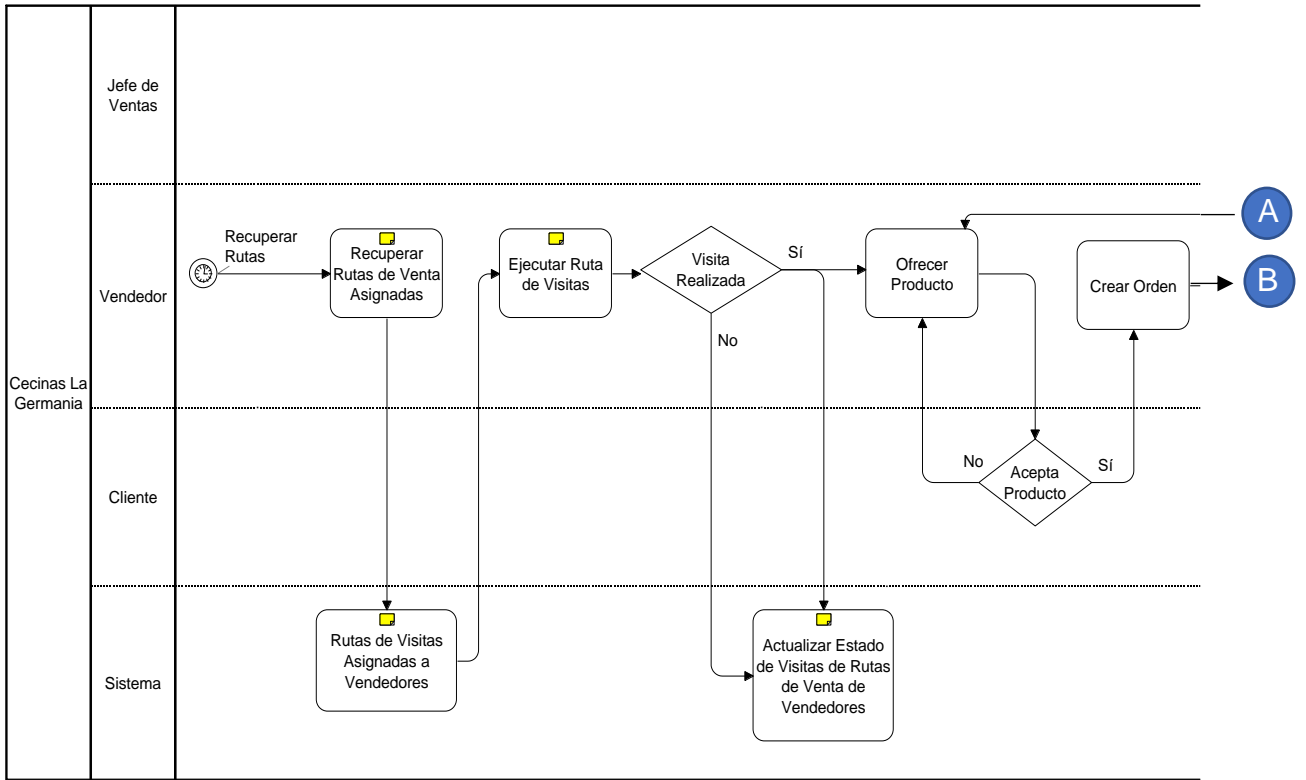 Jefe de
Ventas
A
Recuperar
Rutas
Recuperar
Rutas de Venta
Asignadas
Ejecutar Ruta
de Visitas
Visita
Realizada
Sí
No
Ofrecer
Producto
Crear Orden
B
Vendedor
Cecinas La
Germania
Cliente
No
Acepta
Producto
Sí
Sistema
Rutas de Visitas
Asignadas a
Vendedores
Actualizar Estado
de Visitas de Rutas
de Venta de
Vendedores